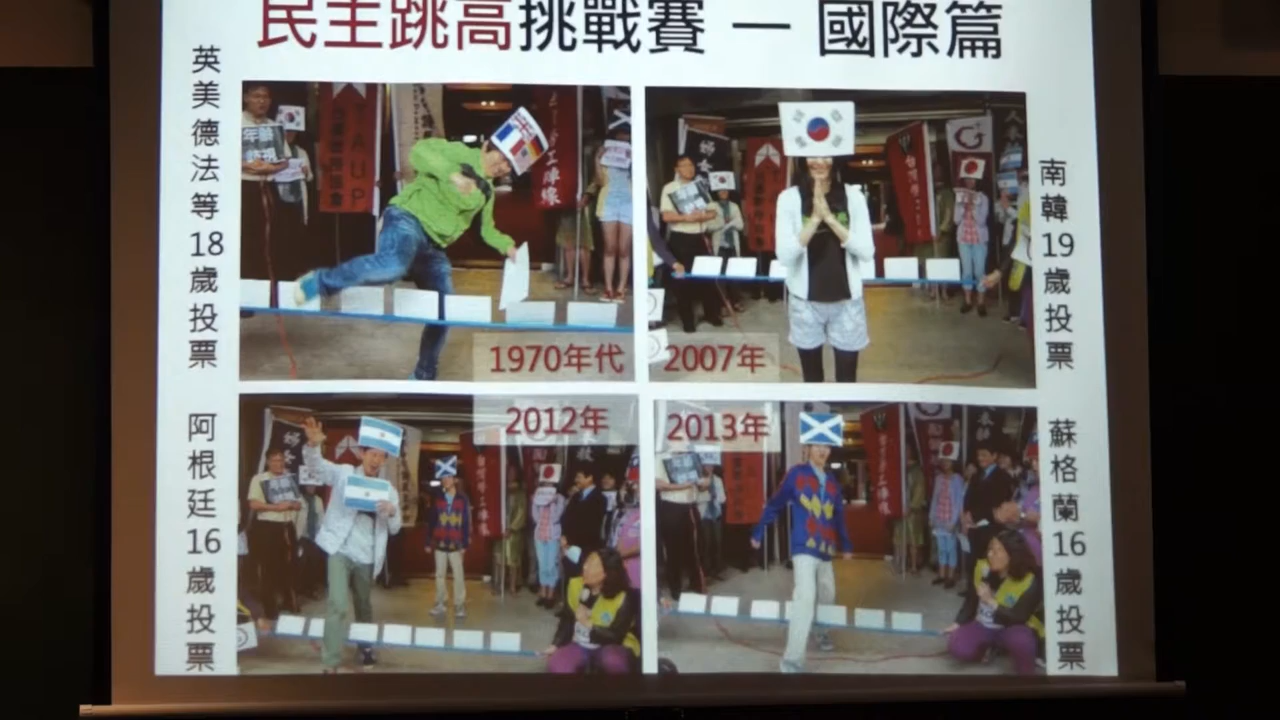 民主跳高挑戰賽 — 國際篇
英美德法等18歲投票
1970年代
2007年
南韓19歲投票
阿根廷16歲投票
2012年
2013年
蘇格蘭16歲投票
年齡
TAUP